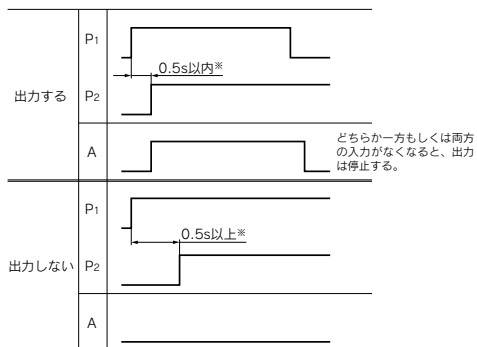 P1
0.5s以内※
出力する
P2
A
どちらか一方もしくは両方
の入力がなくなると、出力
は停止する。
P1
0.5s以上※
出力しない
P2
A